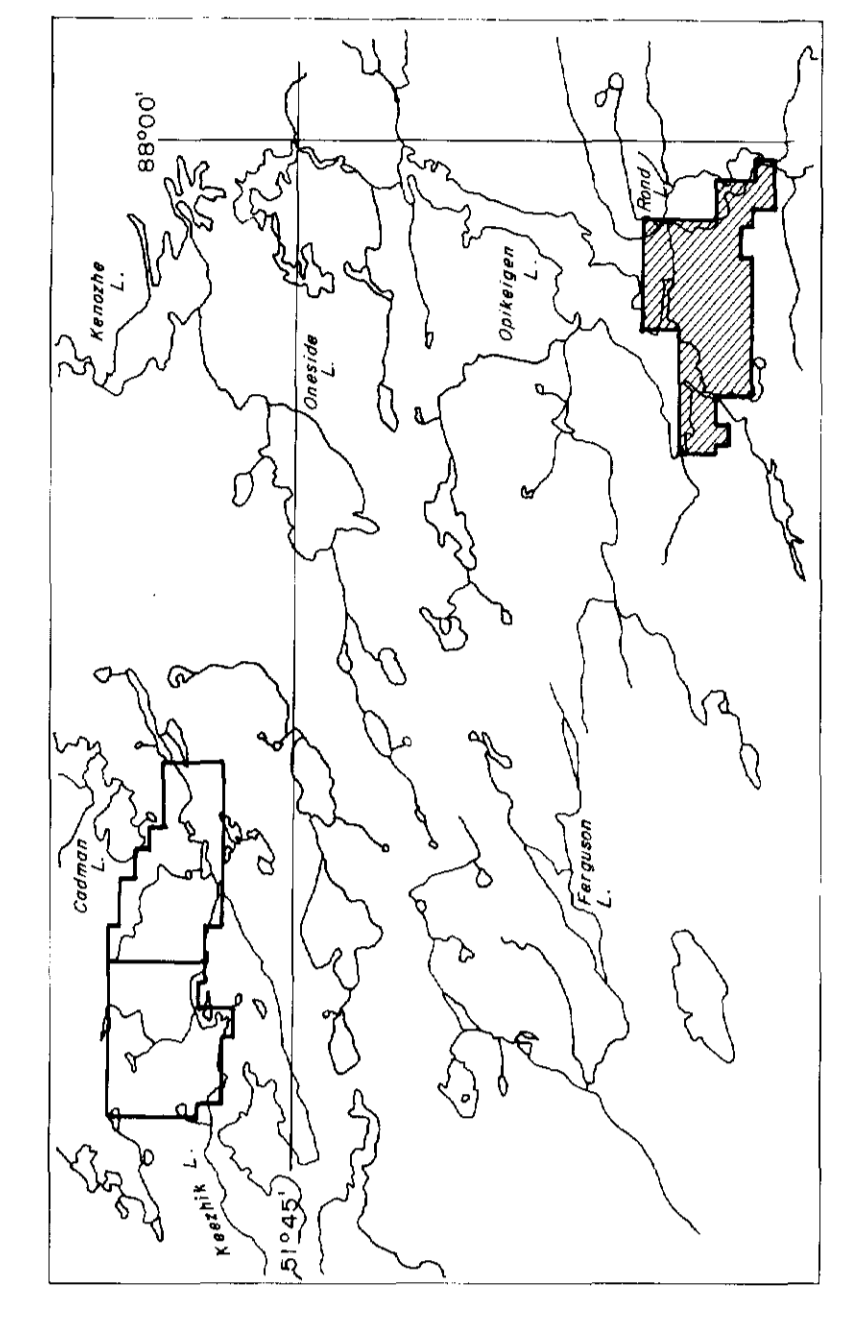 88°00'
Kenozhe
L.
Oneside
L.
Opikeigen
L.
Rond
L.
Cadman
L.
Ferguson
L.
Keezhik L.
51°45'